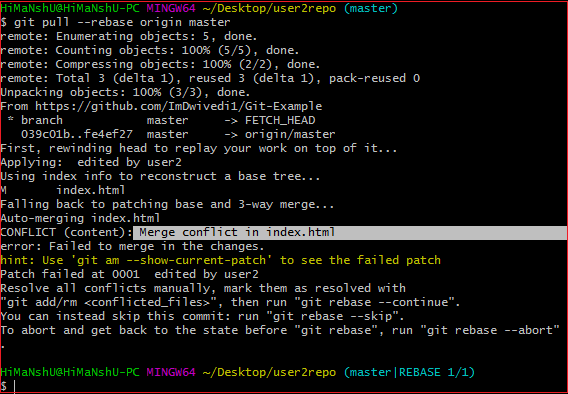 HiMaNshU@HiMaNshU-PC MINGW64 ~/Desktop/user2repo (master)
$ git pull --rebase origin master
remote: Enumerating objects: 5, done.
remote: Counting objects: 100% (5/5), done.
remote: Compressing objects: 100% (2/2), done.
remote: Total 3 (delta 1), reused 3 (delta 1), pack-reused 0
Unpacking objects: 100% (3/3), done.
From https://github.com/ImDwivedi1/Git-Example
 * branch            master     -> FETCH_HEAD
   039c01b..fe4ef27  master     -> origin/master
First, rewinding head to replay your work on top of it...
Applying:  edited by user2
Using index info to reconstruct a base tree...
M       index.html
Falling back to patching base and 3-way merge...
Auto-merging index.html
CONFLICT (content): Merge conflict in index.html
error: Failed to merge in the changes.
hint: Use 'git am --show-current-patch' to see the failed patch
Patch failed at 0001  edited by user2
Resolve all conflicts manually, mark them as resolved with
"git add/rm <conflicted_files>", then run "git rebase --continue".
You can instead skip this commit: run "git rebase --skip".
To abort and get back to the state before "git rebase", run "git rebase --abort"
.
HiMaNshU@HiMaNshU-PC MINGW64 ~/Desktop/user2repo (master|REBASE 1/1)
$